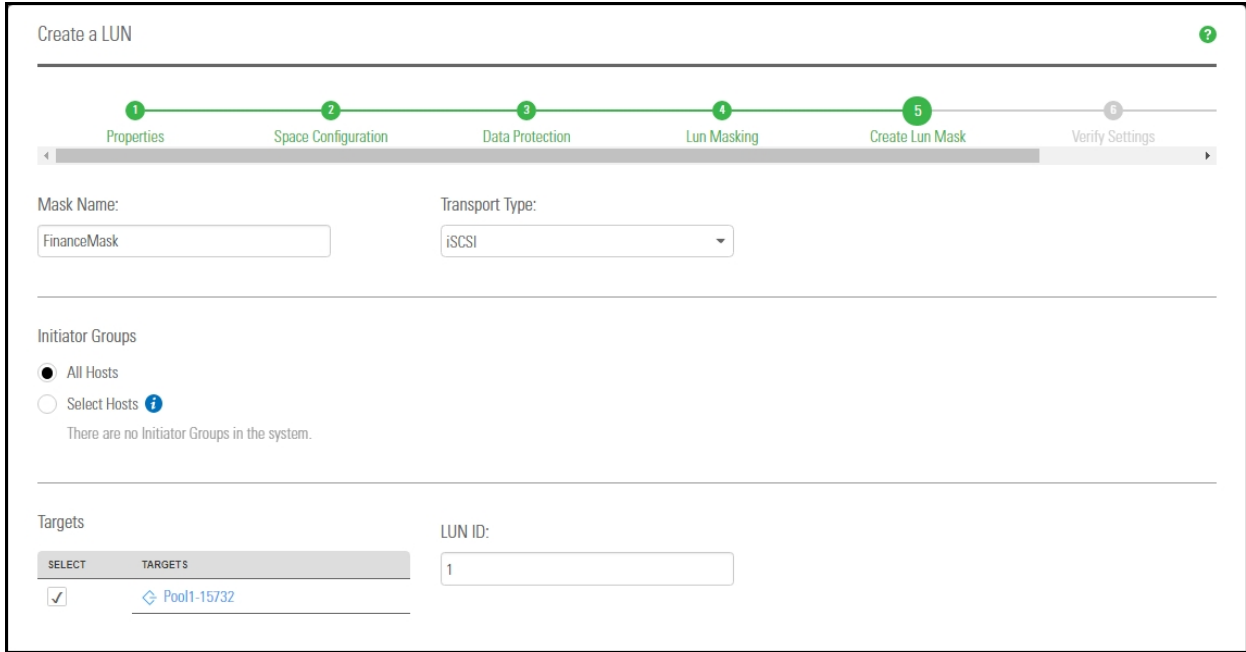 Create a LUN
?
1 2 3 4 5 6
Properties Space Configuration Data Protection Lun Masking Create Lun Mask Verify Settings
Mask Name: Transport Type:
FinanceMask iSCSI
Initiator Groups
All Hosts
Select Hosts i
There are no Initiator Groups in the system.
Targets LUN ID:
SELECT TARGETS 1
Pool1-15732